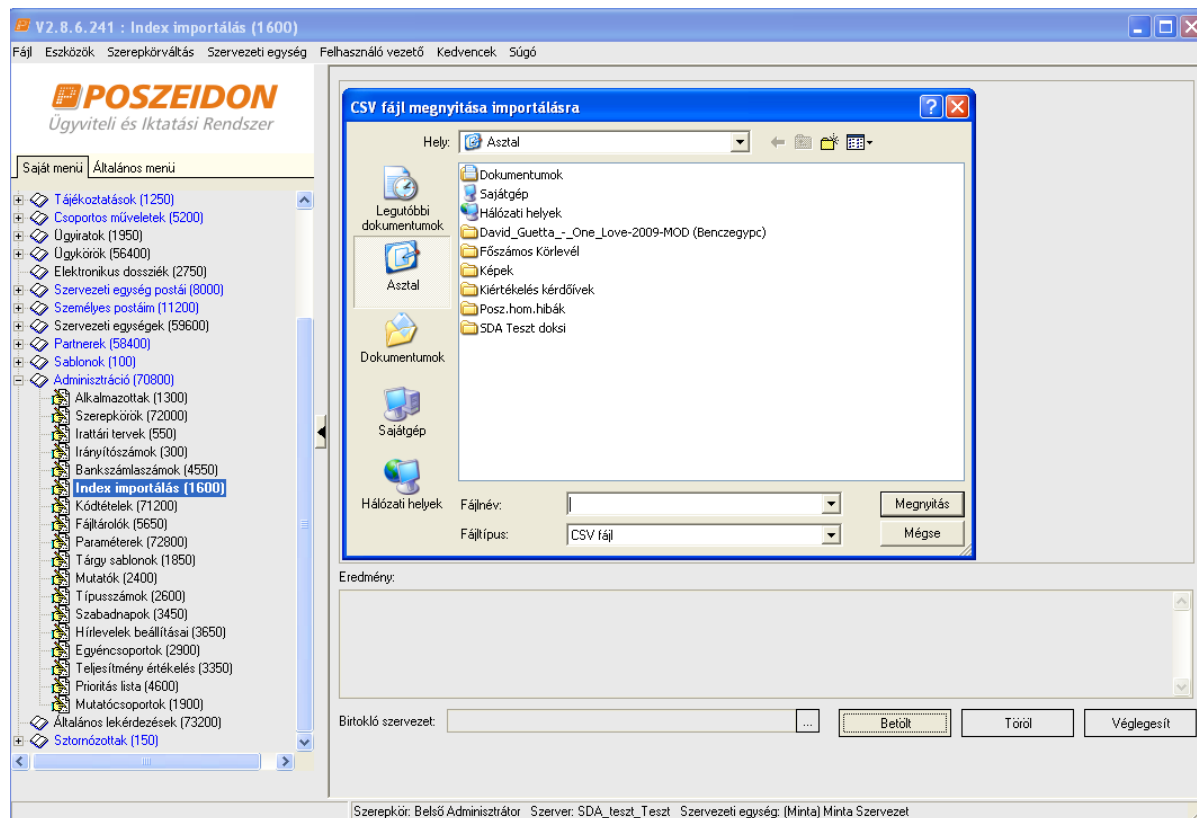 V2.8.6.241 : Index importálás (1600)
Fájl Eszközök Szerepkörváltás Szervezeti egység Felhasználó vezető Kedvencek Súgó
POSZEIDON
Ügyviteli és Iktatási Rendszer
Saját menü Általános menü
Tájékoztatások (1250)
Csoportos műveletek (5200)
Ügyiratok (1950)
Ügykörök (56400)
Elektronikus dossziék (2750)
Szervezeti egység postái (8000)
Személyes postáim (11200)
Szervezeti egységek (59600)
Partnerek (58400)
Sablonok (100)
Adminisztráció (70800)
Alkalmazottak (1300)
Szerepkörök (72000)
Irattári tervek (550)
Irányítószámok (300)
Bankszámlaszámok (4550)
Index importálás (1600)
Kódtételek (71200)
Fájltárolók (5650)
Paraméterek (72800)
Tárgy sablonok (1850)
Mutatók (2400)
Típusszámok (2600)
Szabadnapok (3450)
Hírlevelek beállításai (3650)
Egyéncsoportok (2900)
Teljesítmény értékelés (3350)
Prioritás lista (4600)
Mutatócsoportok (1900)
Általános lekérdezések (73200)
Sztornózottak (150)
CSV fájl megnyitása importálásra
Hely: Asztal
Legutóbbi dokumentumok
Asztal
Dokumentumok
Sajátgép
Hálózati helyek
Dokumentumok
Sajátgép
Hálózati helyek
David_Guetta_-_One_Love-2009-MOD (Benczegypc)
Főszámos Körlevél
Képek
Kiértékelés kérdőívek
Posz.hom.hibák
SDA Teszt doksi
Fájlnév: Megnyitás
Fájltípus: CSV fájl Mégse
Eredmény:
Birtokló szervezet: ... Betölt Töröl Véglegesít
Szerepkör: Belső Adminisztrátor Szerver: SDA_teszt_Teszt Szervezeti egység: (Minta) Minta Szervezet